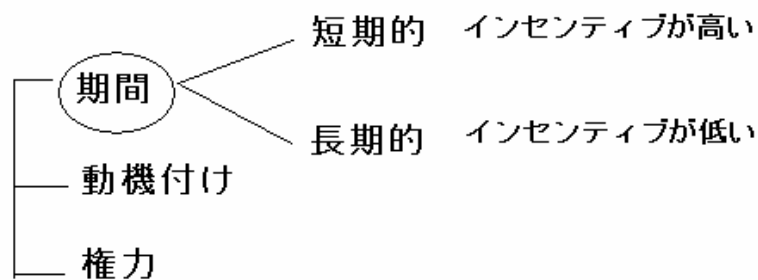 短期的 インセンティブが高い
期間
長期的 インセンティブが低い
動機付け
権力